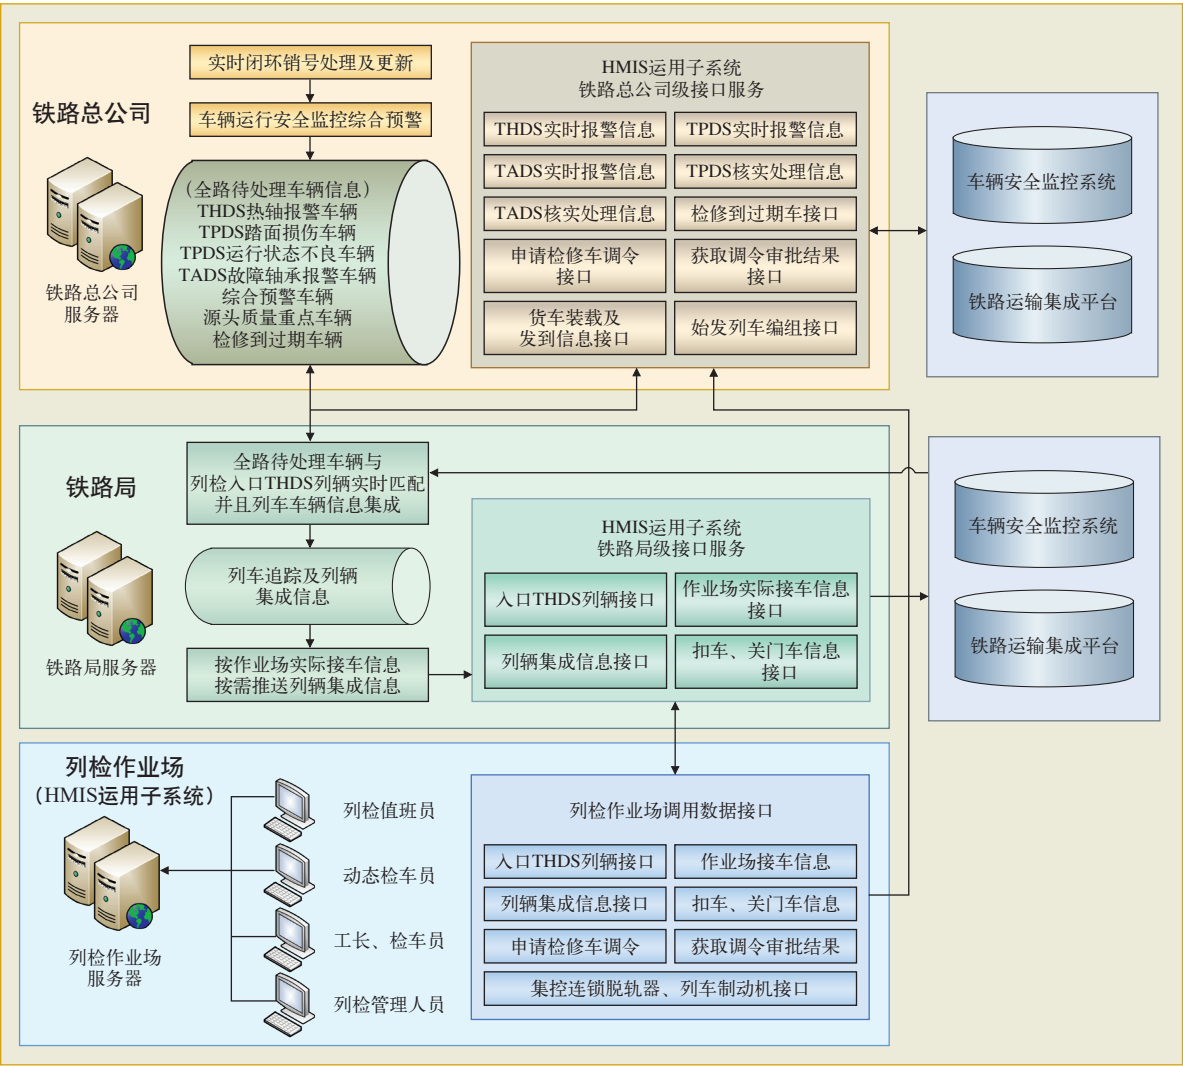 铁路总公司
铁路总公司
服务器
实时闭环销号处理及更新
车辆运行安全监控综合预警
(全路待处理车辆信息)
THDS热轴报警车辆
TPDS踏面损伤车辆
TPDS运行状态不良车辆
TADS故障轴承报警车辆
综合预警车辆
源头质量重点车辆
检修到过期车辆
HMIS运用子系统
铁路总公司级接口服务
THDS实时报警信息
TPDS实时报警信息
TADS实时报警信息
TPDS核实处理信息
TADS核实处理信息
检修到过期车接口
申请检修车调令
接口
获取调令审批结果
接口
货车装载及
发到信息接口
始发列车编组接口
车辆安全监控系统
铁路运输集成平台
铁路局
铁路局服务器
全路待处理车辆与
列检入口THDS列辆实时匹配
并且列车车辆信息集成
列车追踪及列辆
集成信息
按作业场实际接车信息
按需推送列辆集成信息
HMIS运用子系统
铁路局级接口服务
入口THDS列辆接口
作业场实际接车信息
接口
列辆集成信息接口
扣车、关门车信息
接口
车辆安全监控系统
铁路运输集成平台
列检作业场
(HMIS运用子系统)
列检作业场
服务器
列检值班员
动态检车员
工长、检车员
列检管理人员
列检作业场调用数据接口
入口THDS列辆接口
作业场接车信息
列辆集成信息接口
扣车、关门车信息
申请检修车调令
获取调令审批结果
集控连锁脱轨器、列车制动机接口